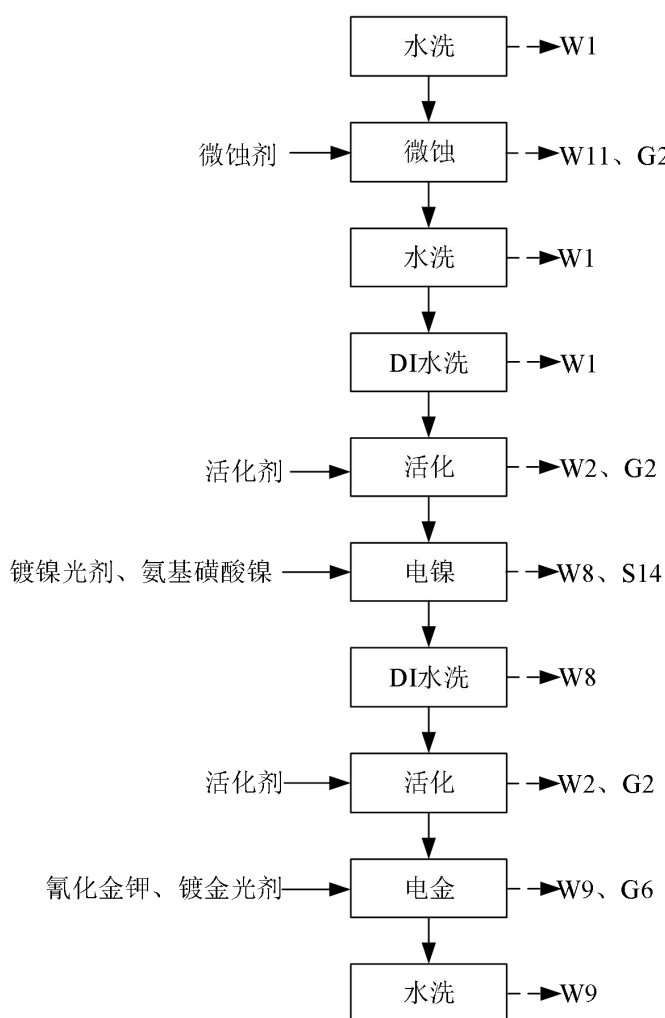 水洗 W1
微蚀剂 微蚀 W11、G2
水洗 W1
DI水洗 W1
活化剂 活化 W2、G2
镀镍光剂、氨基磺酸镍 电镍 W8、S14
DI水洗 W8
活化剂 活化 W2、G2
氰化金钾、镀金光剂 电金 W9、G6
水洗 W9